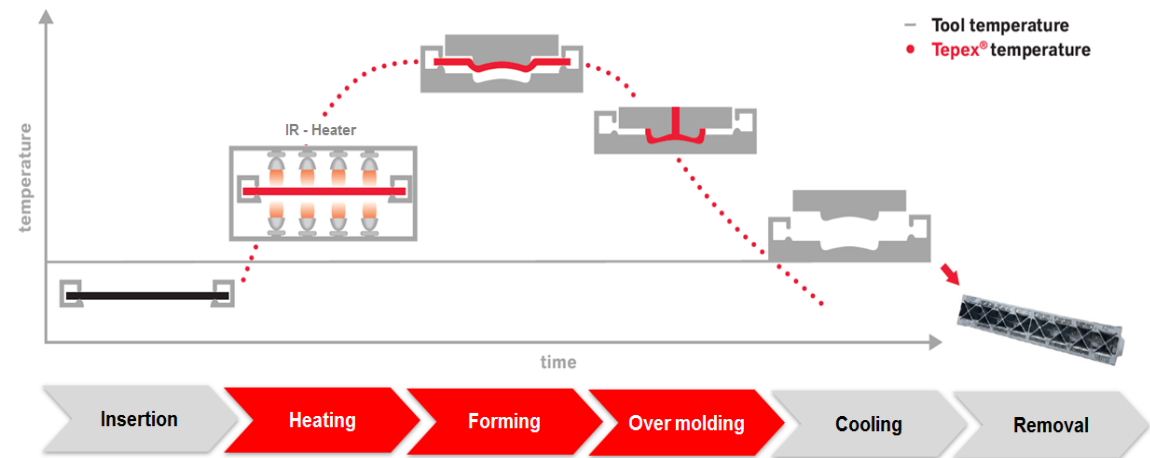 Tool temperature
Tepex® temperature
IR - Heater
temperature
time
Insertion
Heating
Forming
Over molding
Cooling
Removal